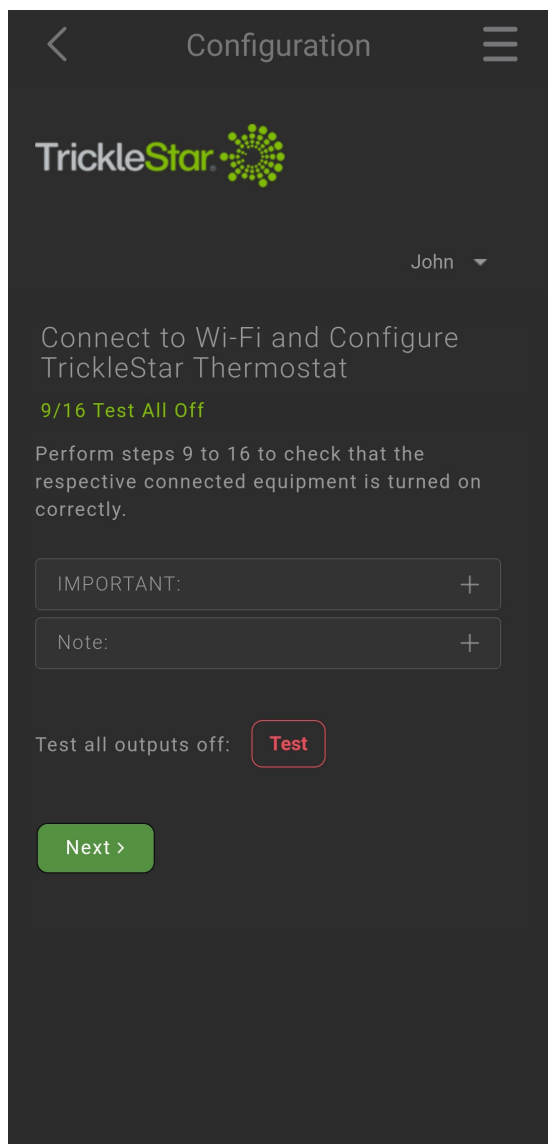 Configuration
TrickleStar®
John
Connect to Wi-Fi and Configure
TrickleStar Thermostat
9/16 Test All Off
Perform steps 9 to 16 to check that the
respective connected equipment is turned on
correctly.
IMPORTANT:
Note:
Test all outputs off: Test
Next >